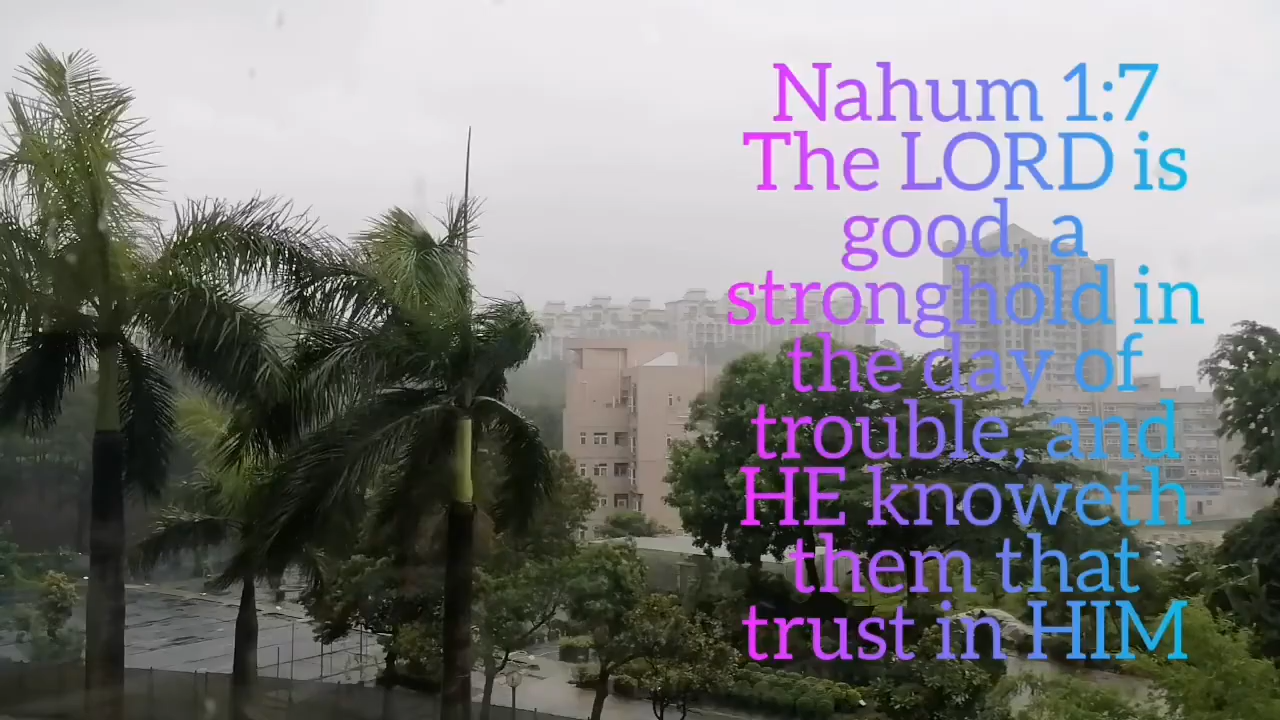 Nahum 1:7
The LORD is
good, a
stronghold in
the day of
trouble, and
HE knoweth
them that
trust in HIM